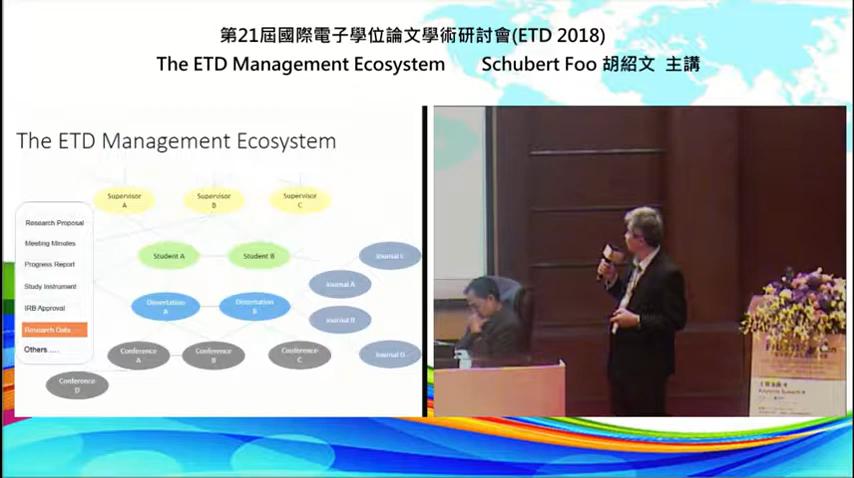 第21屆國際電子學位論文學術研討會(ETD 2018)
The ETD Management Ecosystem Schubert Foo 胡紹文 主講
The ETD Management Ecosystem
Supervisor A
Supervisor B
Supervisor C
Research Proposal
Meeting Minutes
Progress Report
Study Instrument
IRB Approval
Research Data
Others.....
Student A
Student B
Dissertation A
Dissertation B
Journal A
Journal B
Journal C
Journal D
Conference A
Conference B
Conference C
Conference D